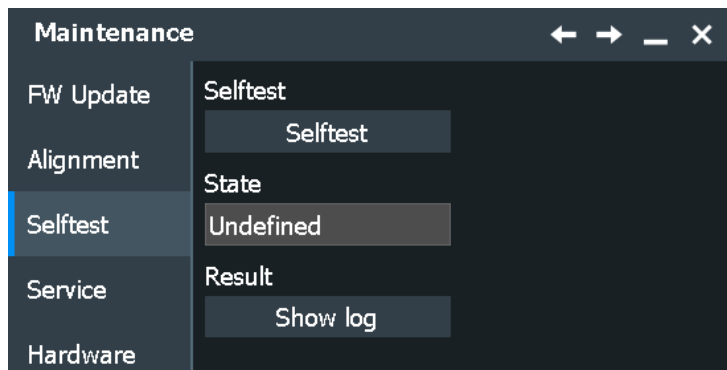 Maintenance
FW Update
Alignment
Selftest
Service
Hardware
Selftest
Selftest
State
Undefined
Result
Show log